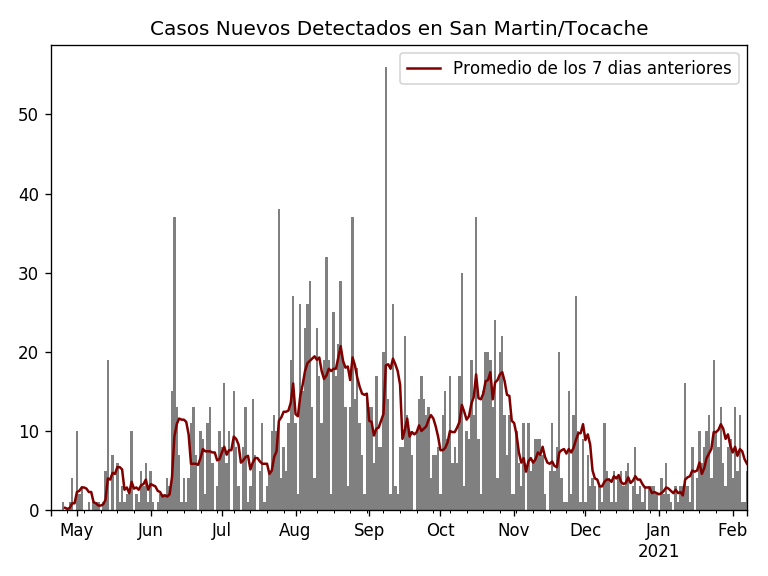 Casos Nuevos Detectados en San Martin/Tocache
Promedio de los 7 dias anteriores
50
40
30
20
10
0
May Jun Jul Aug Sep Oct Nov Dec Jan Feb
2021